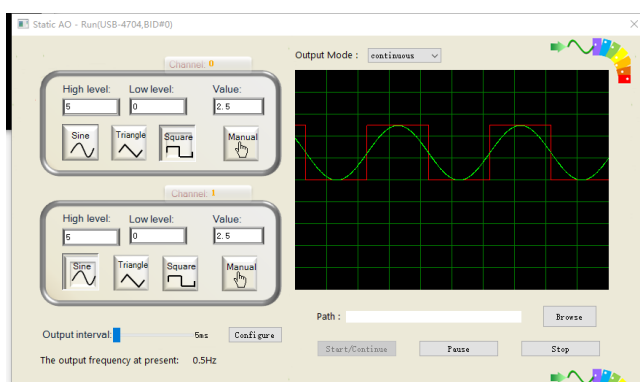 Static AO - Run(USB-4704,BID#0)
Output Mode : continuous
Channel: 0
High level: Low level: Value:
5 0 2.5
Sine Triangle Square Manual
Channel: 1
High level: Low level: Value:
5 0 2.5
Sine Triangle Square Manual
Path : Browse
Output interval: 5ms Configure
Start/Continue Pause Stop
The output frequency at present: 0.5Hz